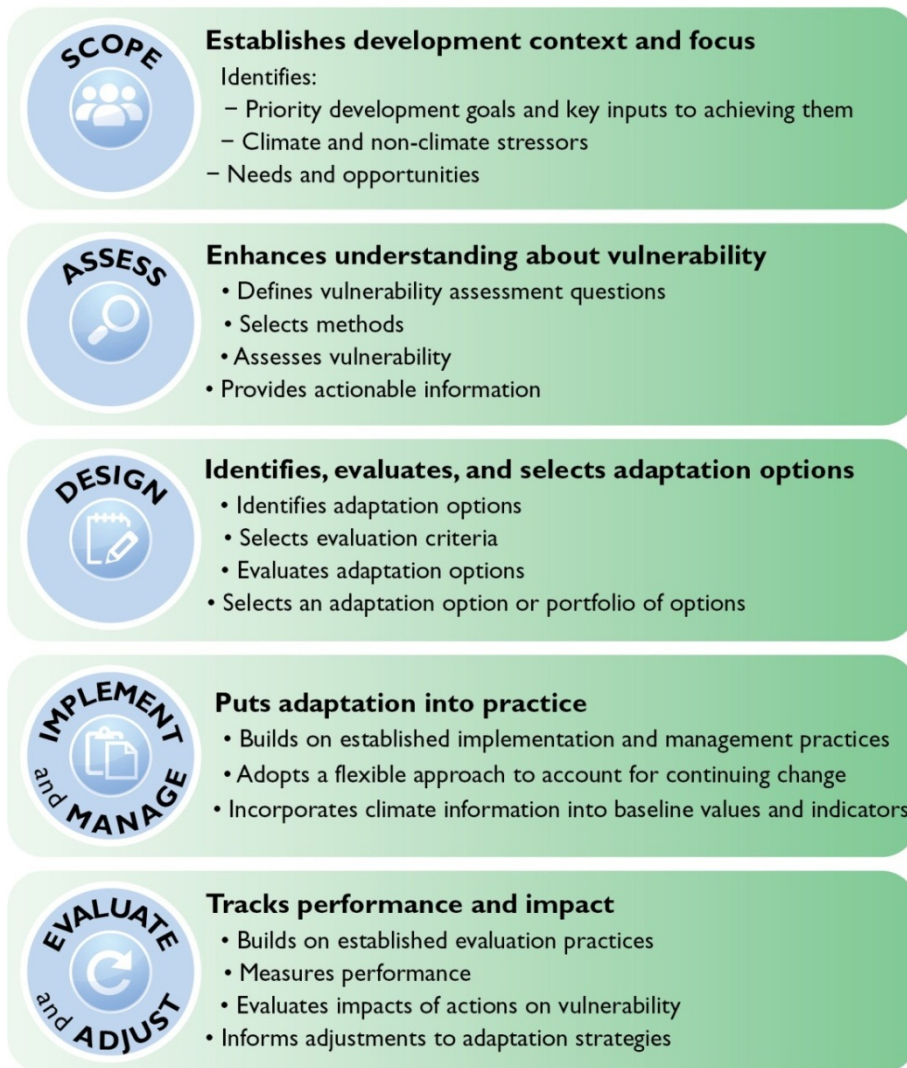 SCOPE
Establishes development context and focus
Identifies:
– Priority development goals and key inputs to achieving them
– Climate and non-climate stressors
– Needs and opportunities
ASSESS
Enhances understanding about vulnerability
• Defines vulnerability assessment questions
• Selects methods
• Assesses vulnerability
• Provides actionable information
DESIGN
Identifies, evaluates, and selects adaptation options
• Identifies adaptation options
• Selects evaluation criteria
• Evaluates adaptation options
• Selects an adaptation option or portfolio of options
IMPLEMENT
and MANAGE
Puts adaptation into practice
• Builds on established implementation and management practices
• Adopts a flexible approach to account for continuing change
• Incorporates climate information into baseline values and indicators
EVALUATE
and ADJUST
Tracks performance and impact
• Builds on established evaluation practices
• Measures performance
• Evaluates impacts of actions on vulnerability
• Informs adjustments to adaptation strategies